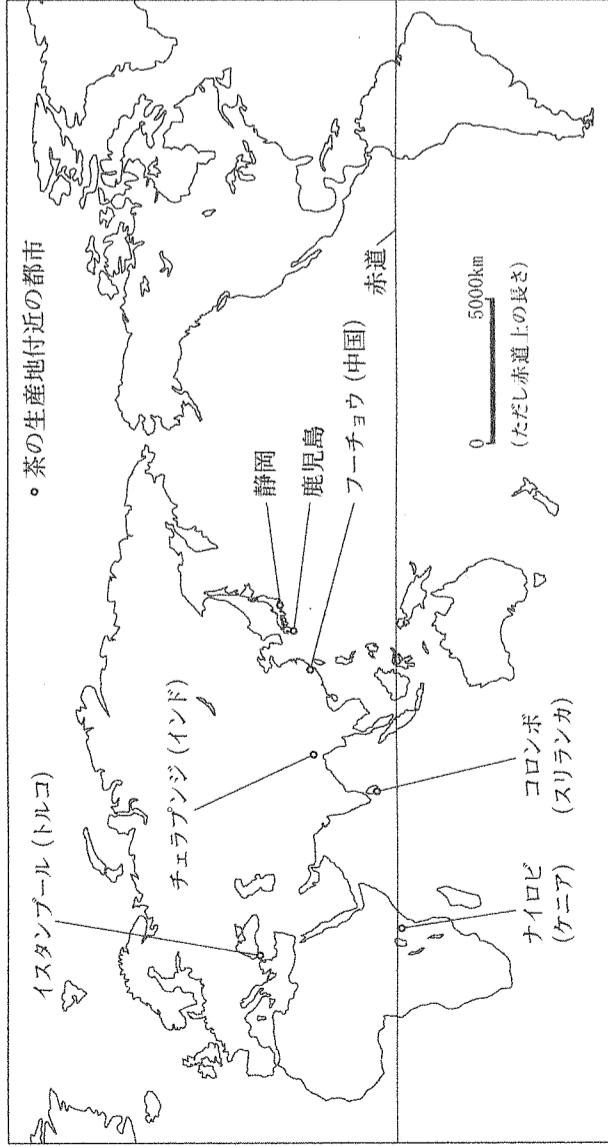 ○茶の生産地付近の都市
イスタンブール(トルコ)
チェラプンジ(インド)
静岡
鹿児島
フーチョウ(中国)
赤道
ナイロビ
(ケニア)
コロンボ
(スリランカ)
0 5000km
(ただし赤道上の長さ)